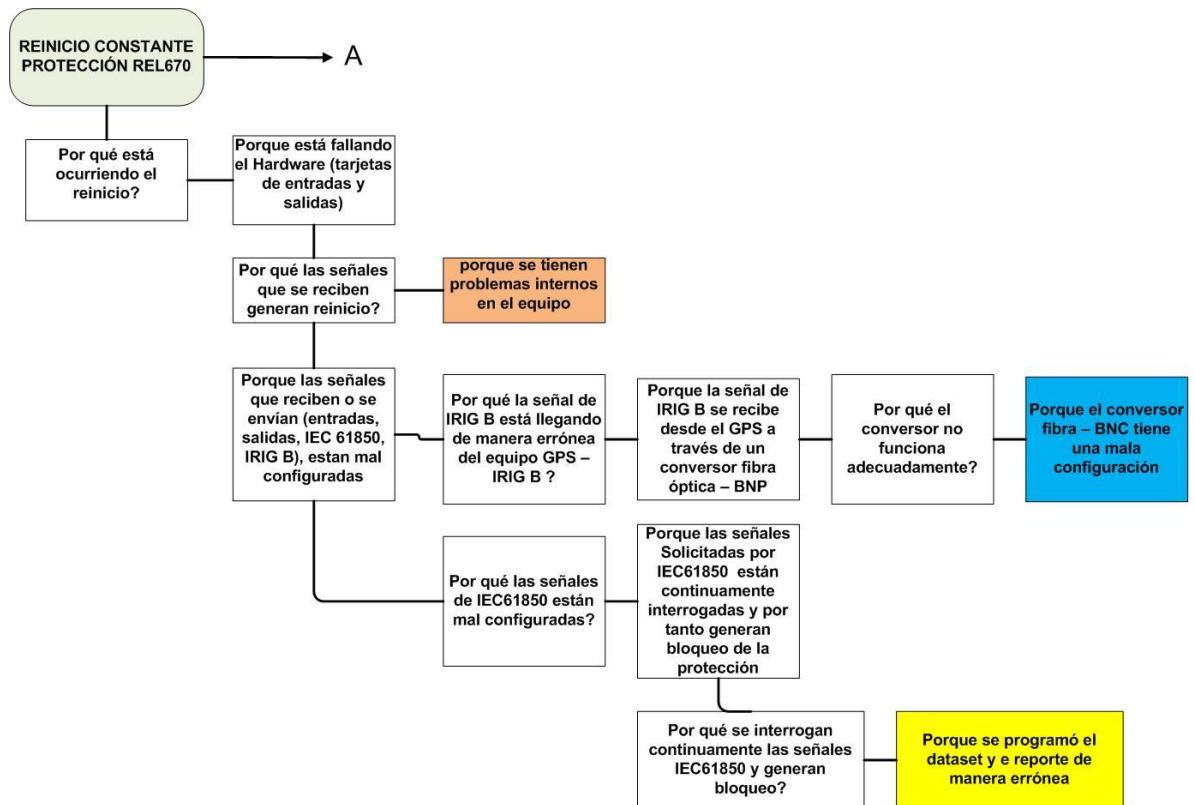 REINICIO CONSTANTE
PROTECCIÓN REL670
A
Por qué está
ocurriendo el
reinicio?
Porque está fallando
el Hardware (tarjetas
de entradas y
salidas)
Por qué las señales
que se reciben
generan reinicio?
porque se tienen
problemas internos
en el equipo
Porque las señales
que reciben o se
envían (entradas,
salidas, IEC 61850,
IRIG B), estan mal
configuradas
Por qué la señal de
IRIG B está llegando
de manera errónea
del equipo GPS –
IRIG B ?
Porque la señal de
IRIG B se recibe
desde el GPS a
través de un
conversor fibra
óptica – BNP
Por qué el
conversor no
funciona
adecuadamente?
Porque el conversor
fibra – BNC tiene
una mala
configuración
Por qué las señales
de IEC61850 están
mal configuradas?
Porque las señales
Solicitadas por
IEC61850 están
continuamente
interrogadas y por
tanto generan
bloqueo de la
protección
Por qué se interrogan
continuamente las señales
IEC61850 y generan
bloqueo?
Porque se programó el
dataset y e reporte de
manera errónea